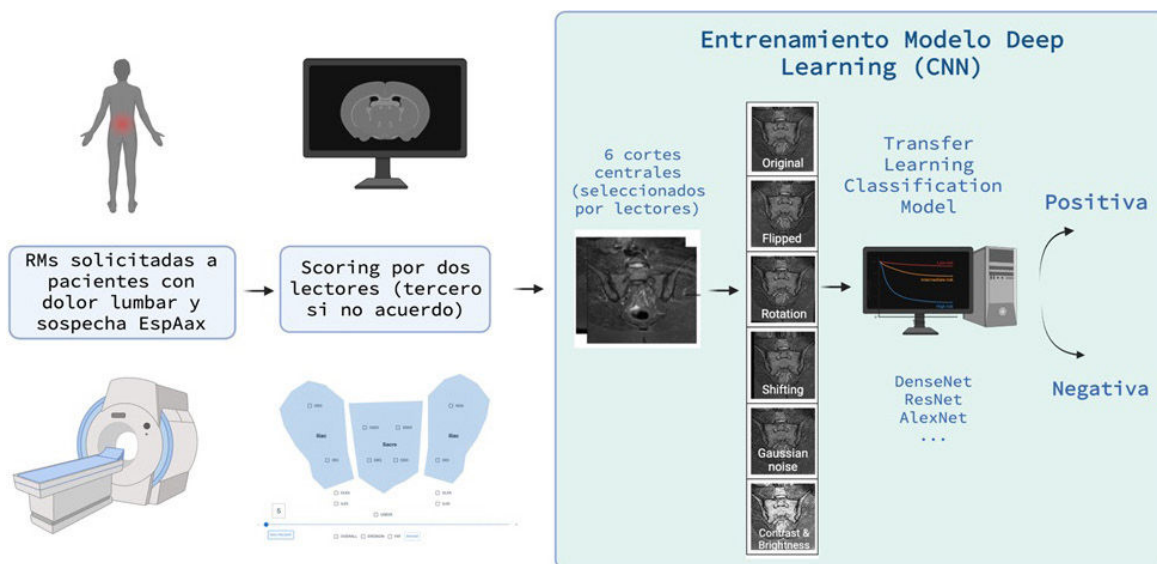 Entrenamiento Modelo Deep
Learning (CNN)
RMs solicitadas a
pacientes con
dolor lumbar y
sospecha EspAax
Scoring por dos
lectores (tercero
si no acuerdo)
6 cortes
centrales
(seleccionados
por lectores)
Original
Flipped
Rotation
Shifting
Gaussian
noise
Contrast &
Brightness
Transfer
Learning
Classification
Model
DenseNet
ResNet
AlexNet
...
Positiva
Negativa
Sacro
5